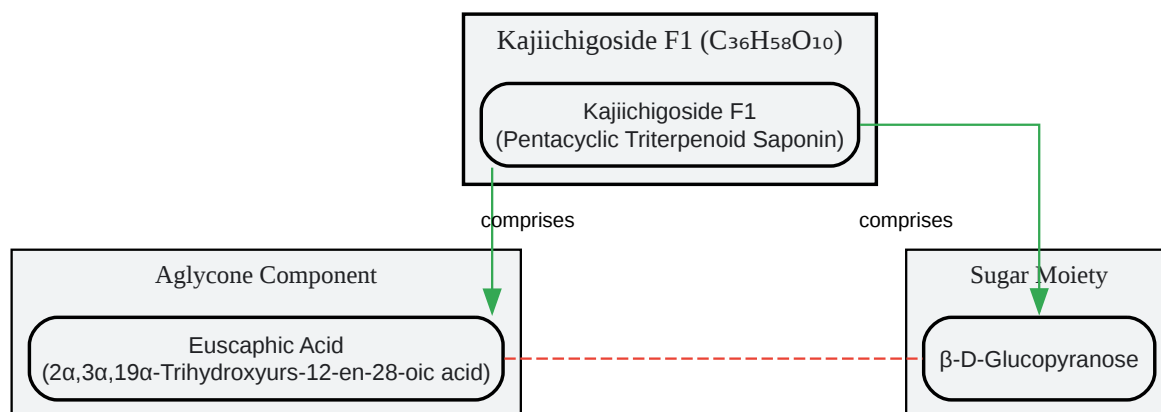 Kajiichigoside F1 (C₃₆H₅₈O₁₀)
Kajiichigoside F1
(Pentacyclic Triterpenoid Saponin)
comprises
comprises
Aglycone Component
Sugar Moiety
Euscaphic Acid
(2α,3α,19α-Trihydroxyurs-12-en-28-oic acid)
β-D-Glucopyranose